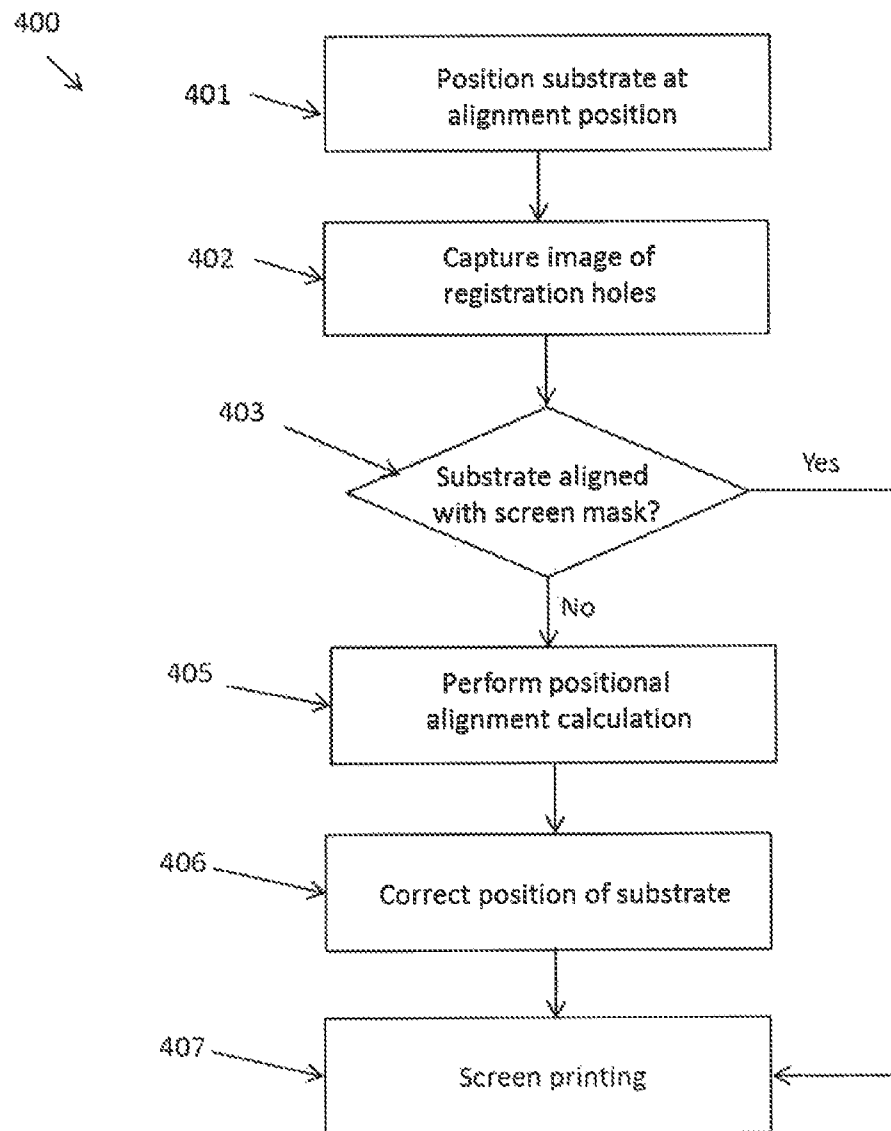 400
401
Position substrate at
alignment position
402
Capture image of
registration holes
403
Substrate aligned
with screen mask?
Yes
No
405
Perform positional
alignment calculation
406
Correct position of substrate
407
Screen printing